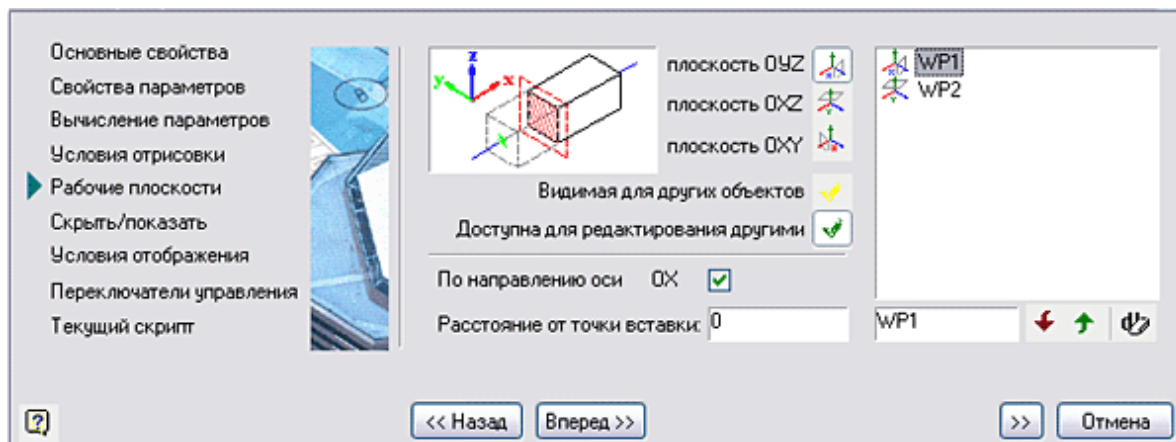 Основные свойства
Свойства параметров
Вычисление параметров
Условия отрисовки
Рабочие плоскости
Скрыть/показать
Условия отображения
Переключатели управления
Текущий скрипт
z
y
x
плоскость OYZ
плоскость OXZ
плоскость OXY
Видимая для других объектов
Доступна для редактирования другими
По направлению оси OX
Расстояние от точки вставки: 0
WP1
WP2
WP1
<< Назад
Вперед >>
>>
Отмена